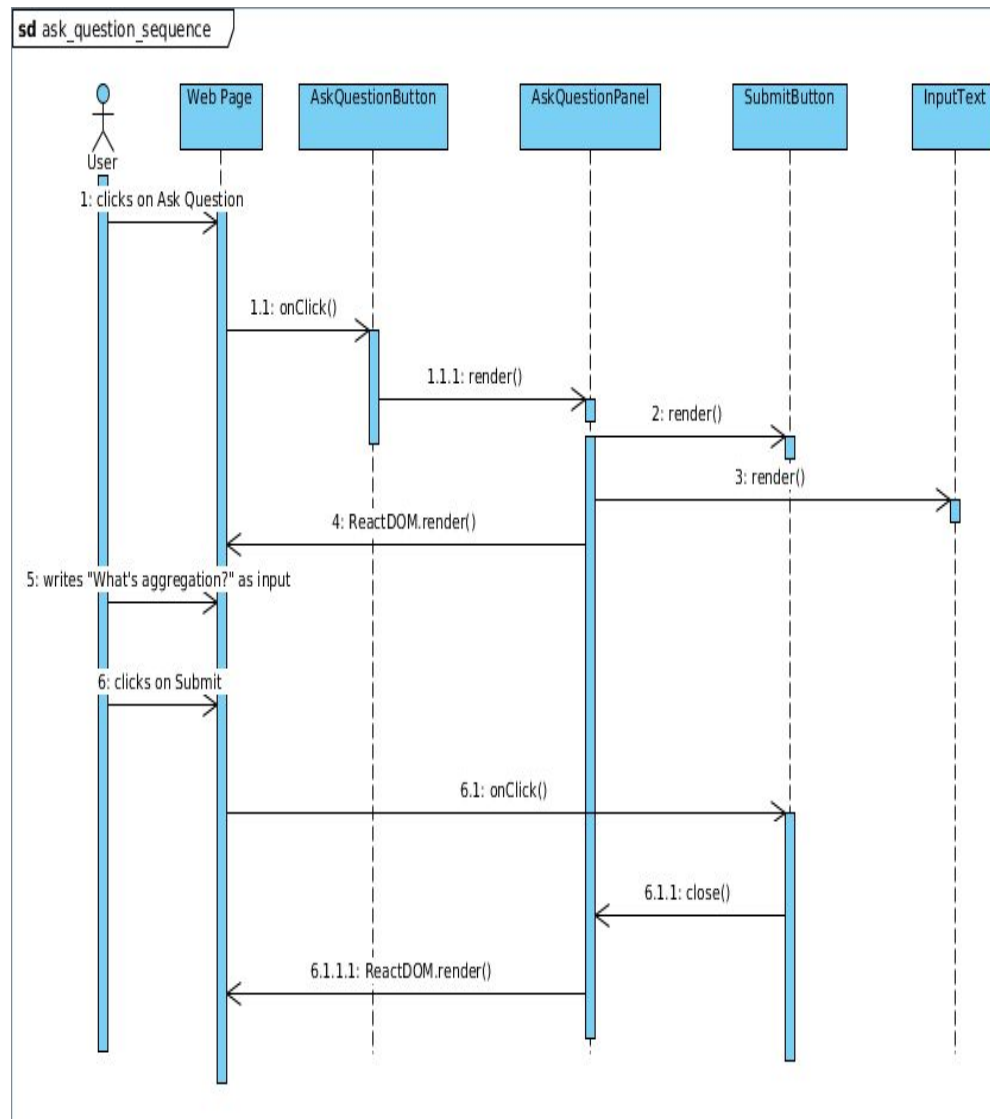 sd ask_question_sequence
Web Page
AskQuestionButton
AskQuestionPanel
SubmitButton
InputText
User
1: clicks on Ask Question
1.1: onClick()
1.1.1: render()
2: render()
3: render()
4: ReactDOM.render()
5: writes "What's aggregation?" as input
6: clicks on Submit
6.1: onClick()
6.1.1: close()
6.1.1.1: ReactDOM.render()